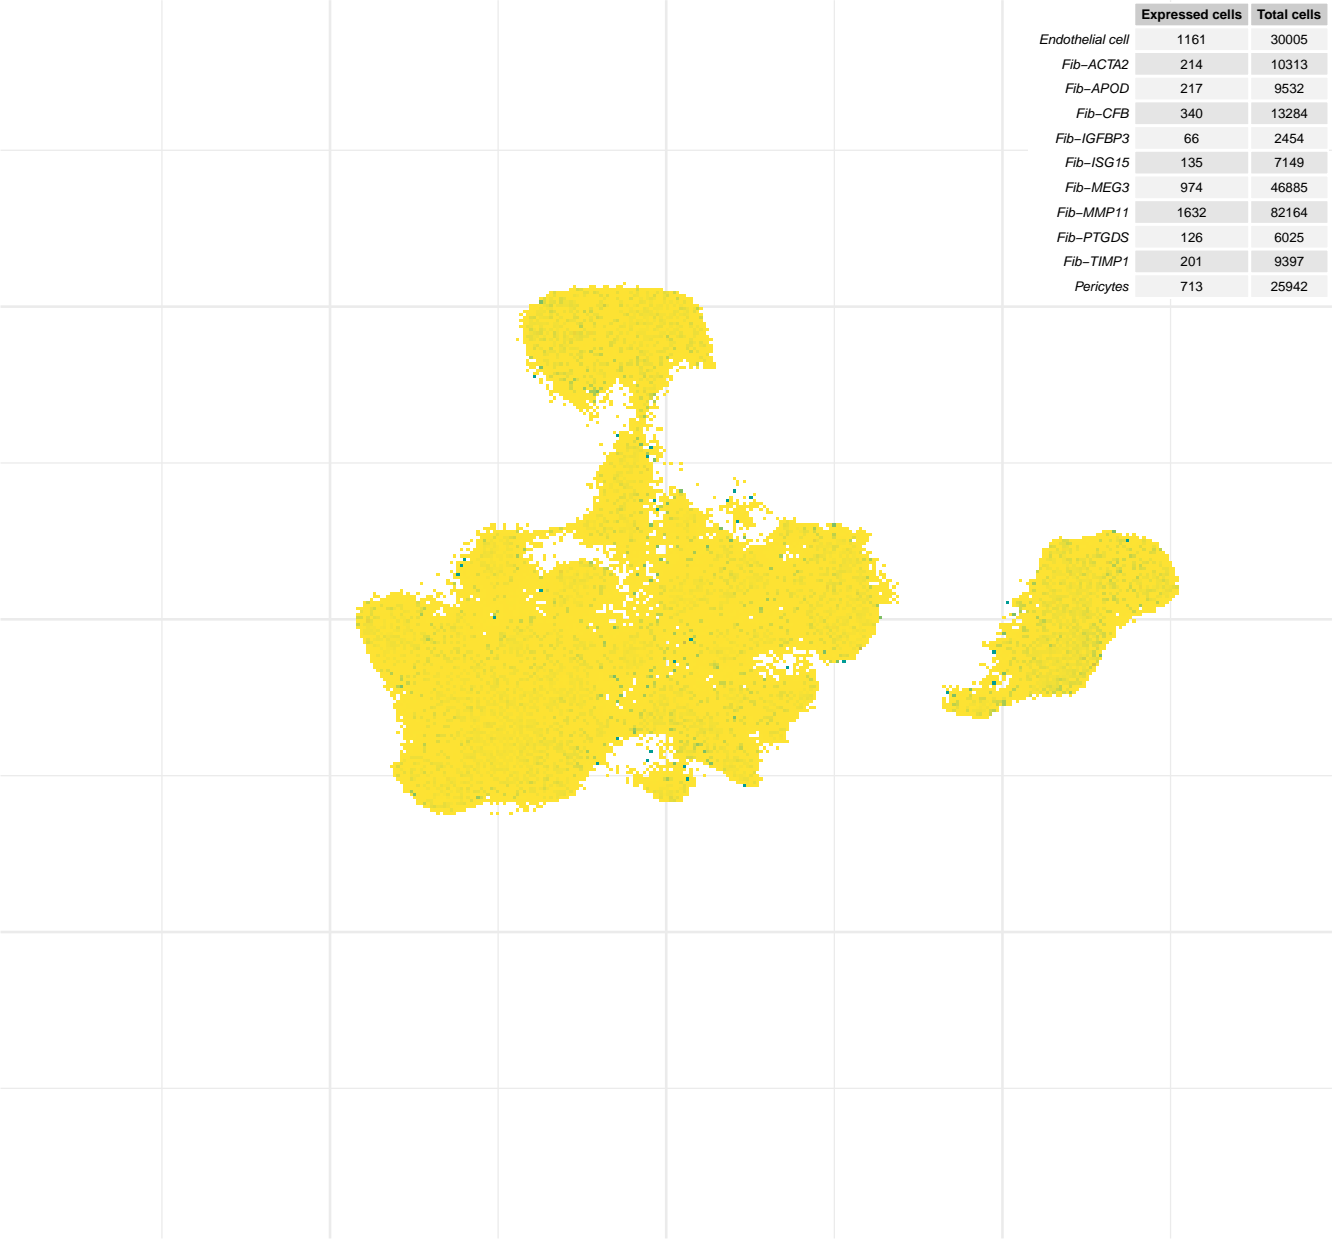 Expressed cells Total cells
Endothelial cell 1161 30005
Fib−ACTA2 214 10313
Fib−APOD 217 9532
Fib−CFB 340 13284
Fib−IGFBP3 66 2454
Fib−ISG15 135 7149
Fib−MEG3 974 46885
Fib−MMP11 1632 82164
Fib−PTGDS 126 6025
Fib−TIMP1 201 9397
Pericytes 713 25942